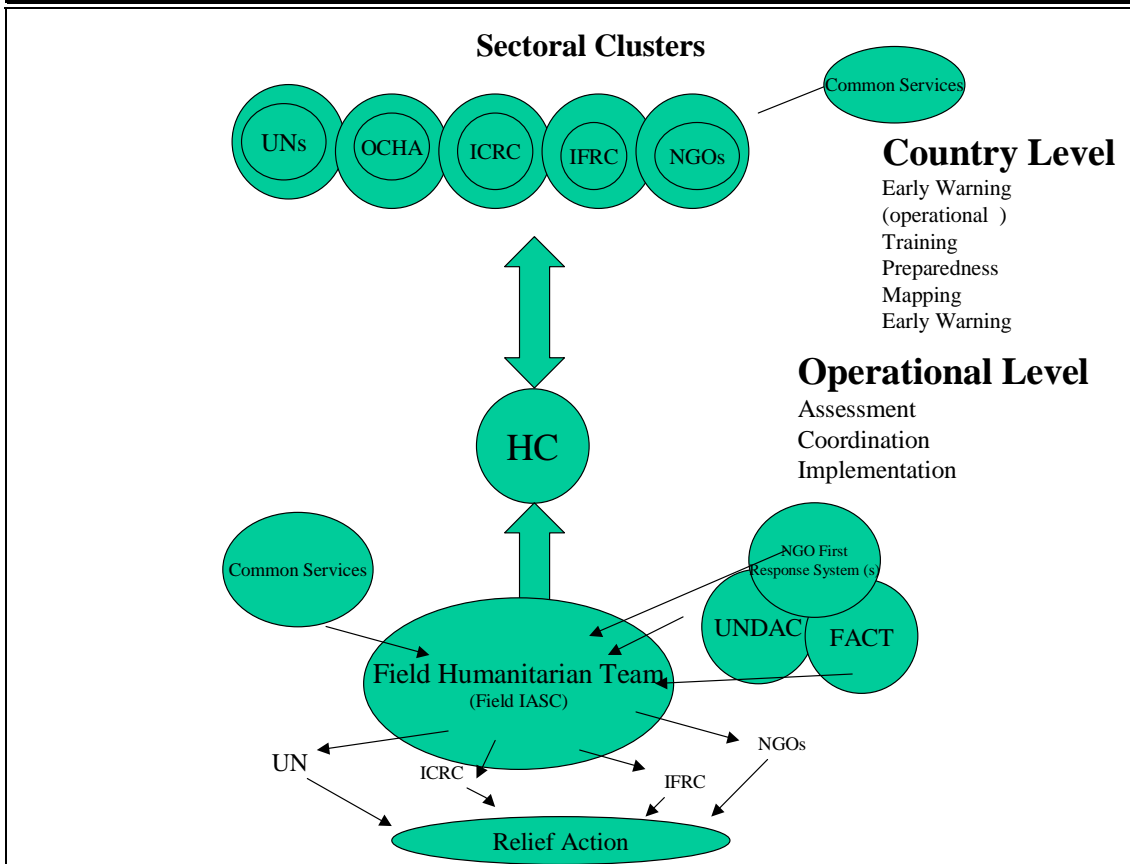 Sectoral Clusters
Common Services
UNs
OCHA
ICRC
IFRC
NGOs
Country Level
Early Warning
(operational )
Training
Preparedness
Mapping
Early Warning
Operational Level
Assessment
Coordination
Implementation
HC
Common Services
NGO First
Response System (s)
UNDAC
FACT
Field Humanitarian Team
(Field IASC)
UN
ICRC
IFRC
NGOs
Relief Action